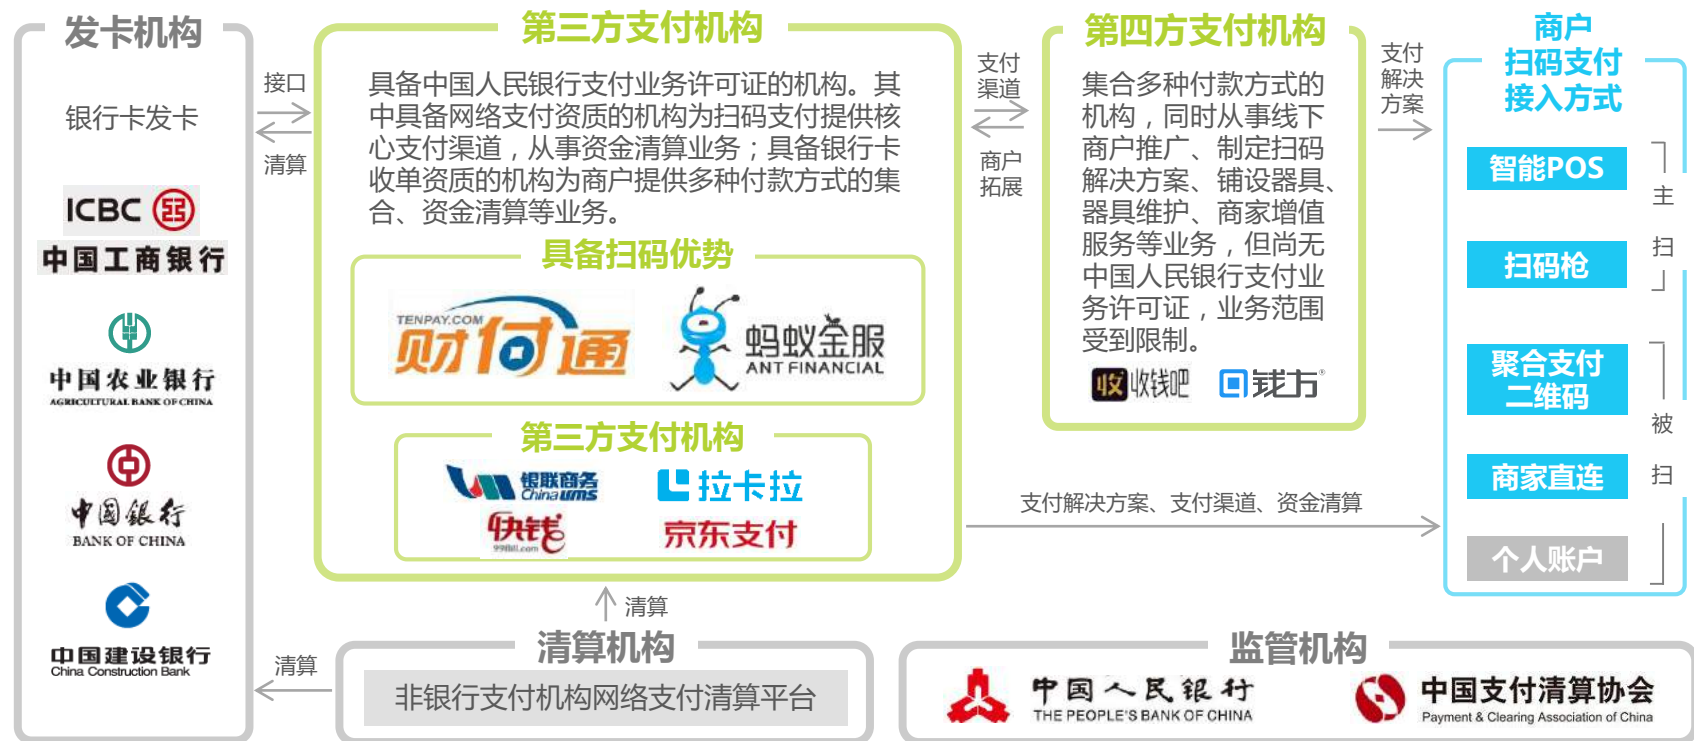 发卡机构
银行卡发卡
ICBC
中国工商银行
中国农业银行
AGRICULTURAL BANK OF CHINA
中国银行
BANK OF CHINA
中国建设银行
China Construction Bank
接口
清算
第三方支付机构
具备中国人民银行支付业务许可证的机构。其
中具备网络支付资质的机构为扫码支付提供核
心支付渠道，从事资金清算业务；具备银行卡
收单资质的机构为商户提供多种付款方式的集
合、资金清算等业务。
具备扫码优势
TENPAY.COM
财付通
蚂蚁金服
ANT FINANCIAL
第三方支付机构
银联商务
China ums
拉卡拉
快钱
99Bill.com
京东支付
支付
渠道
商户
拓展
第四方支付机构
集合多种付款方式的
机构，同时从事线下
商户推广、制定扫码
解决方案、铺设器具、
器具维护、商家增值
服务等业务，但尚无
中国人民银行支付业
务许可证，业务范围
受到限制。
收 收钱吧
钱方®
支付
解决
方案
支付解决方案、支付渠道、资金清算
商户
扫码支付
接入方式
智能POS
扫码枪
主
扫
聚合支付
二维码
商家直连
个人账户
被
扫
清算
清算
清算机构
非银行支付机构网络支付清算平台
监管机构
中国人民银行
THE PEOPLE'S BANK OF CHINA
中国支付清算协会
Payment & Clearing Association of China